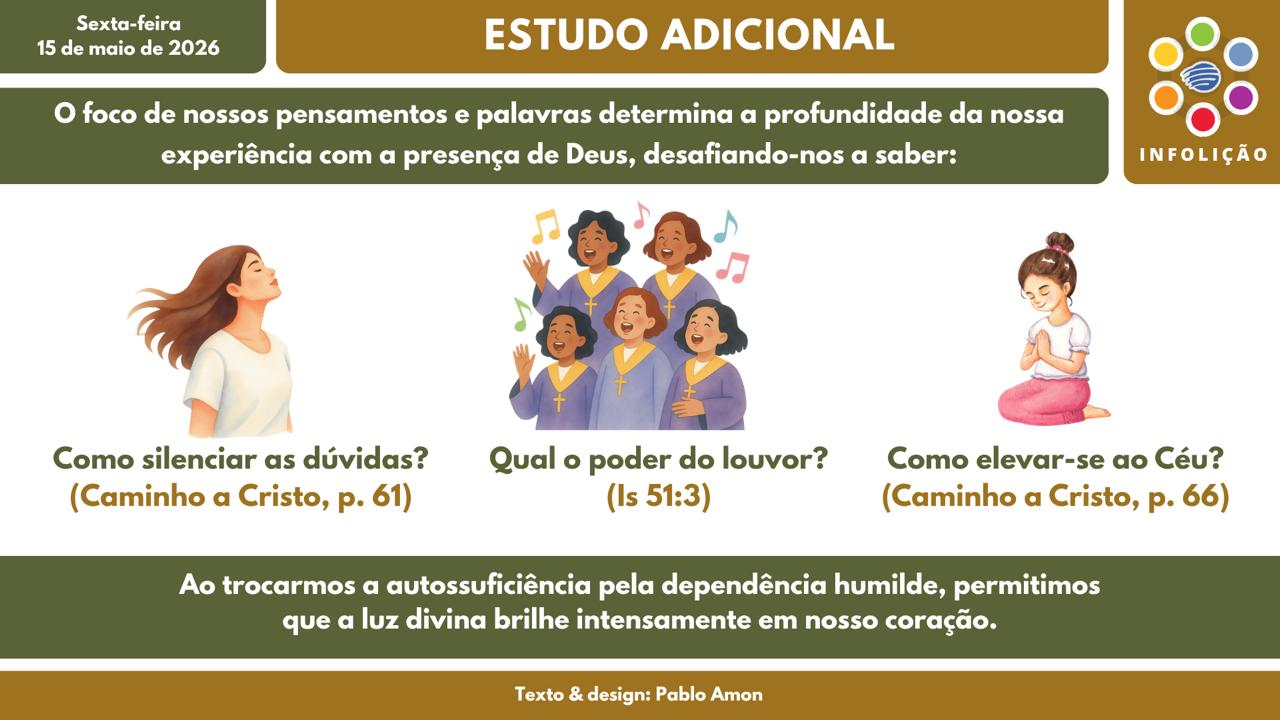 Sexta-feira
15 de maio de 2026
ESTUDO ADICIONAL
INFOLIÇÃO
O foco de nossos pensamentos e palavras determina a profundidade da nossa
experiência com a presença de Deus, desafiando-nos a saber:
Como silenciar as dúvidas?
(Caminho a Cristo, p. 61)
Qual o poder do louvor?
(Is 51:3)
Como elevar-se ao Céu?
(Caminho a Cristo, p. 66)
Ao trocarmos a autossuficiência pela dependência humilde, permitimos
que a luz divina brilhe intensamente em nosso coração.
Texto & design: Pablo Amon